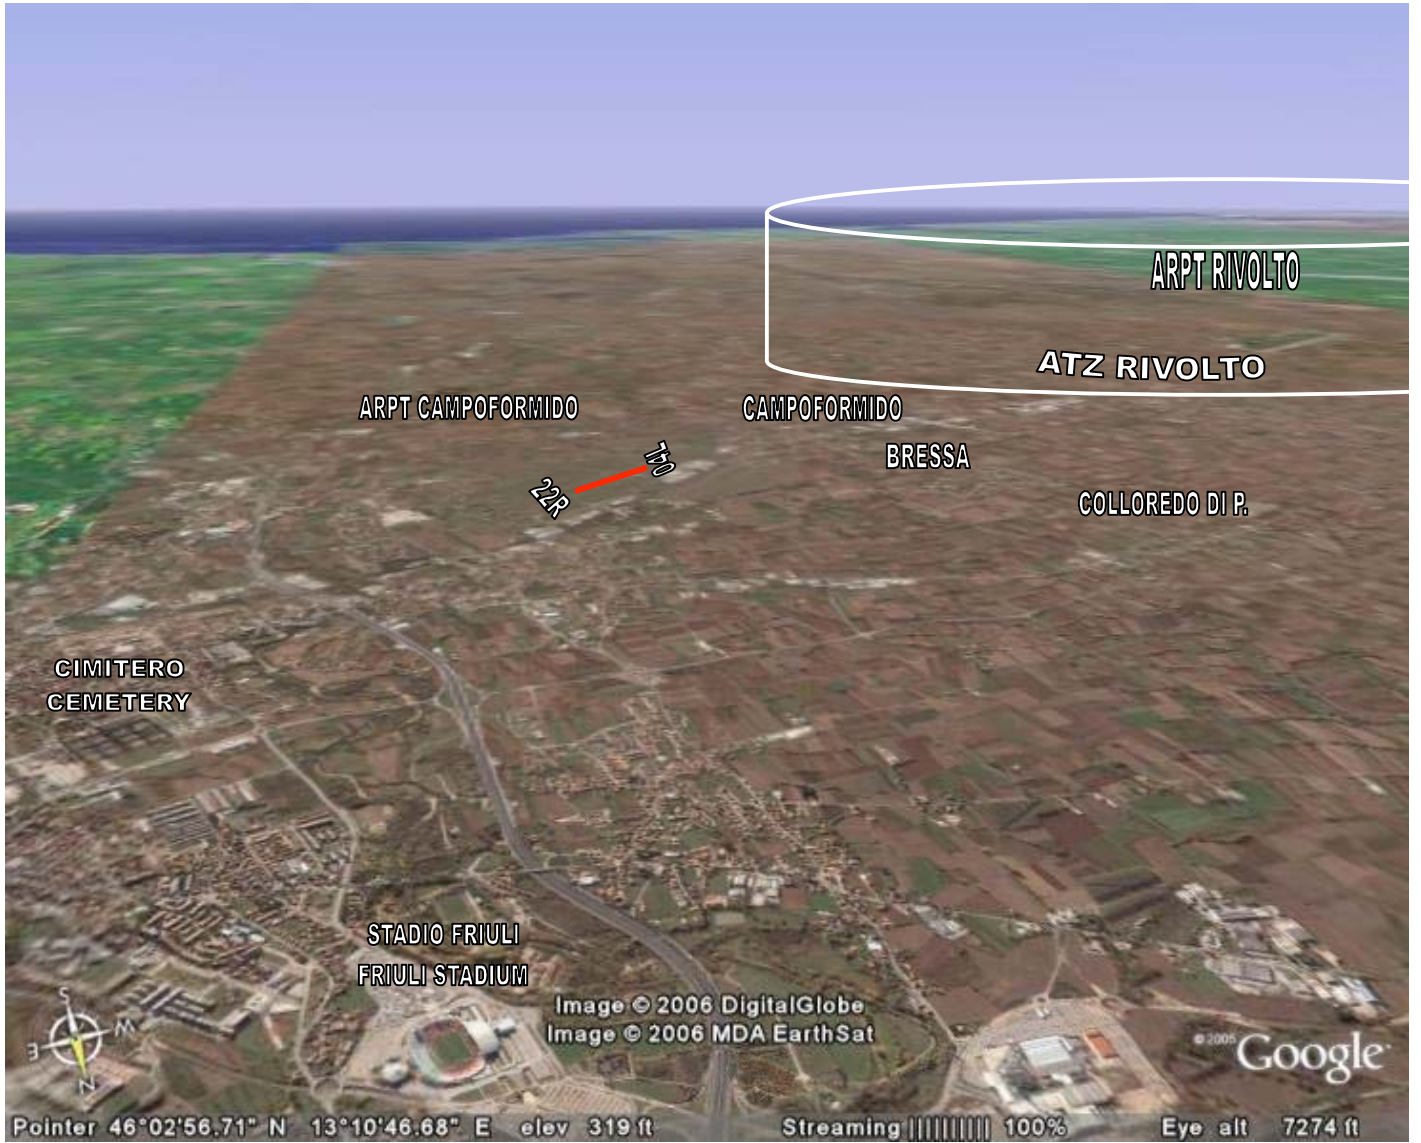 ARPT RIVOLTO
ATZ RIVOLTO
ARPT CAMPOFORMIDO
CAMPOFORMIDO
BRESSA
04L
22R
COLLOREDO DI P.
CIMITERO
CEMETERY
STADIO FRIULI
FRIULI STADIUM
S
W
E
N
Image © 2006 DigitalGlobe
Image © 2006 MDA EarthSat
©2005 Google
Pointer 46°02'56.71" N 13°10'46.68" E elev 319 ft Streaming |||||||||| 100% Eye alt 7274 ft